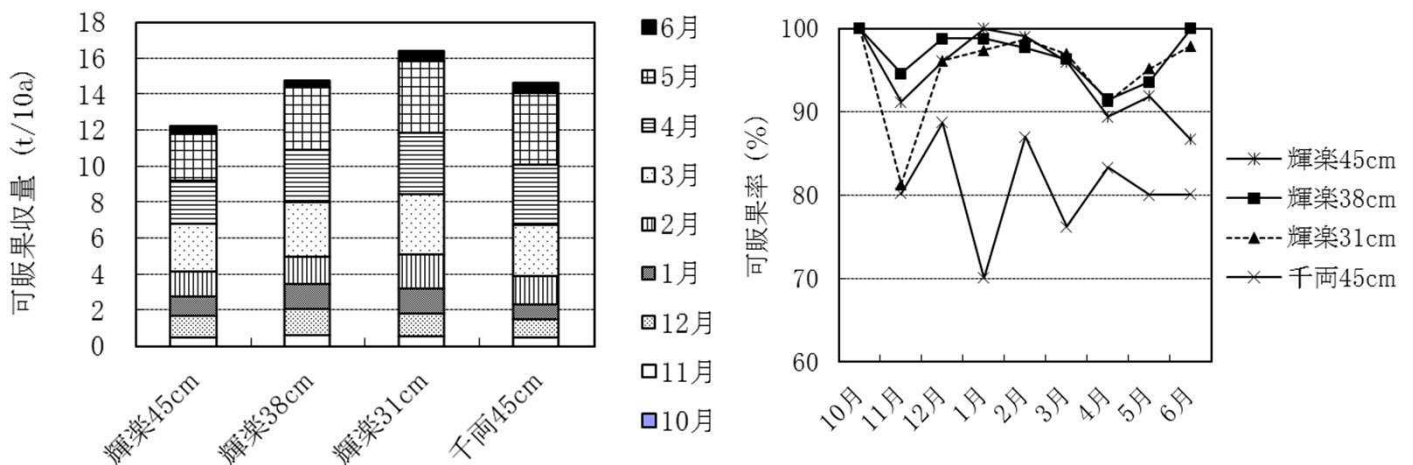 可販果収量 (t/10a)
18
16
14
12
10
8
6
4
2
0
輝楽45cm
輝楽38cm
輝楽31cm
千両45cm
6月
5月
4月
3月
2月
1月
12月
11月
10月
可販果率 (%)
100
90
80
70
60
10月
11月
12月
1月
2月
3月
4月
5月
6月
輝楽45cm
輝楽38cm
輝楽31cm
千両45cm